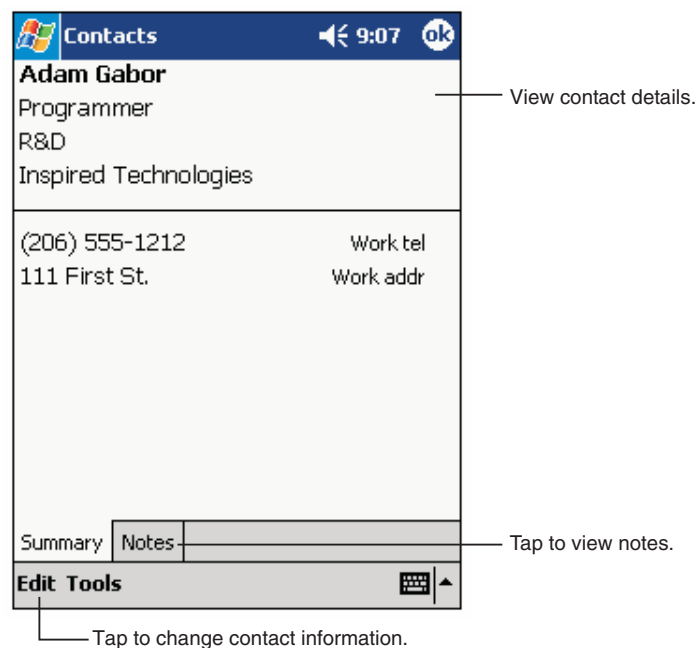 Contacts 9:07 ok
Adam Gabor
Programmer
R&D
Inspired Technologies
View contact details.
(206) 555-1212 Work tel
111 First St. Work addr
Summary Notes
Tap to view notes.
Edit Tools
Tap to change contact information.